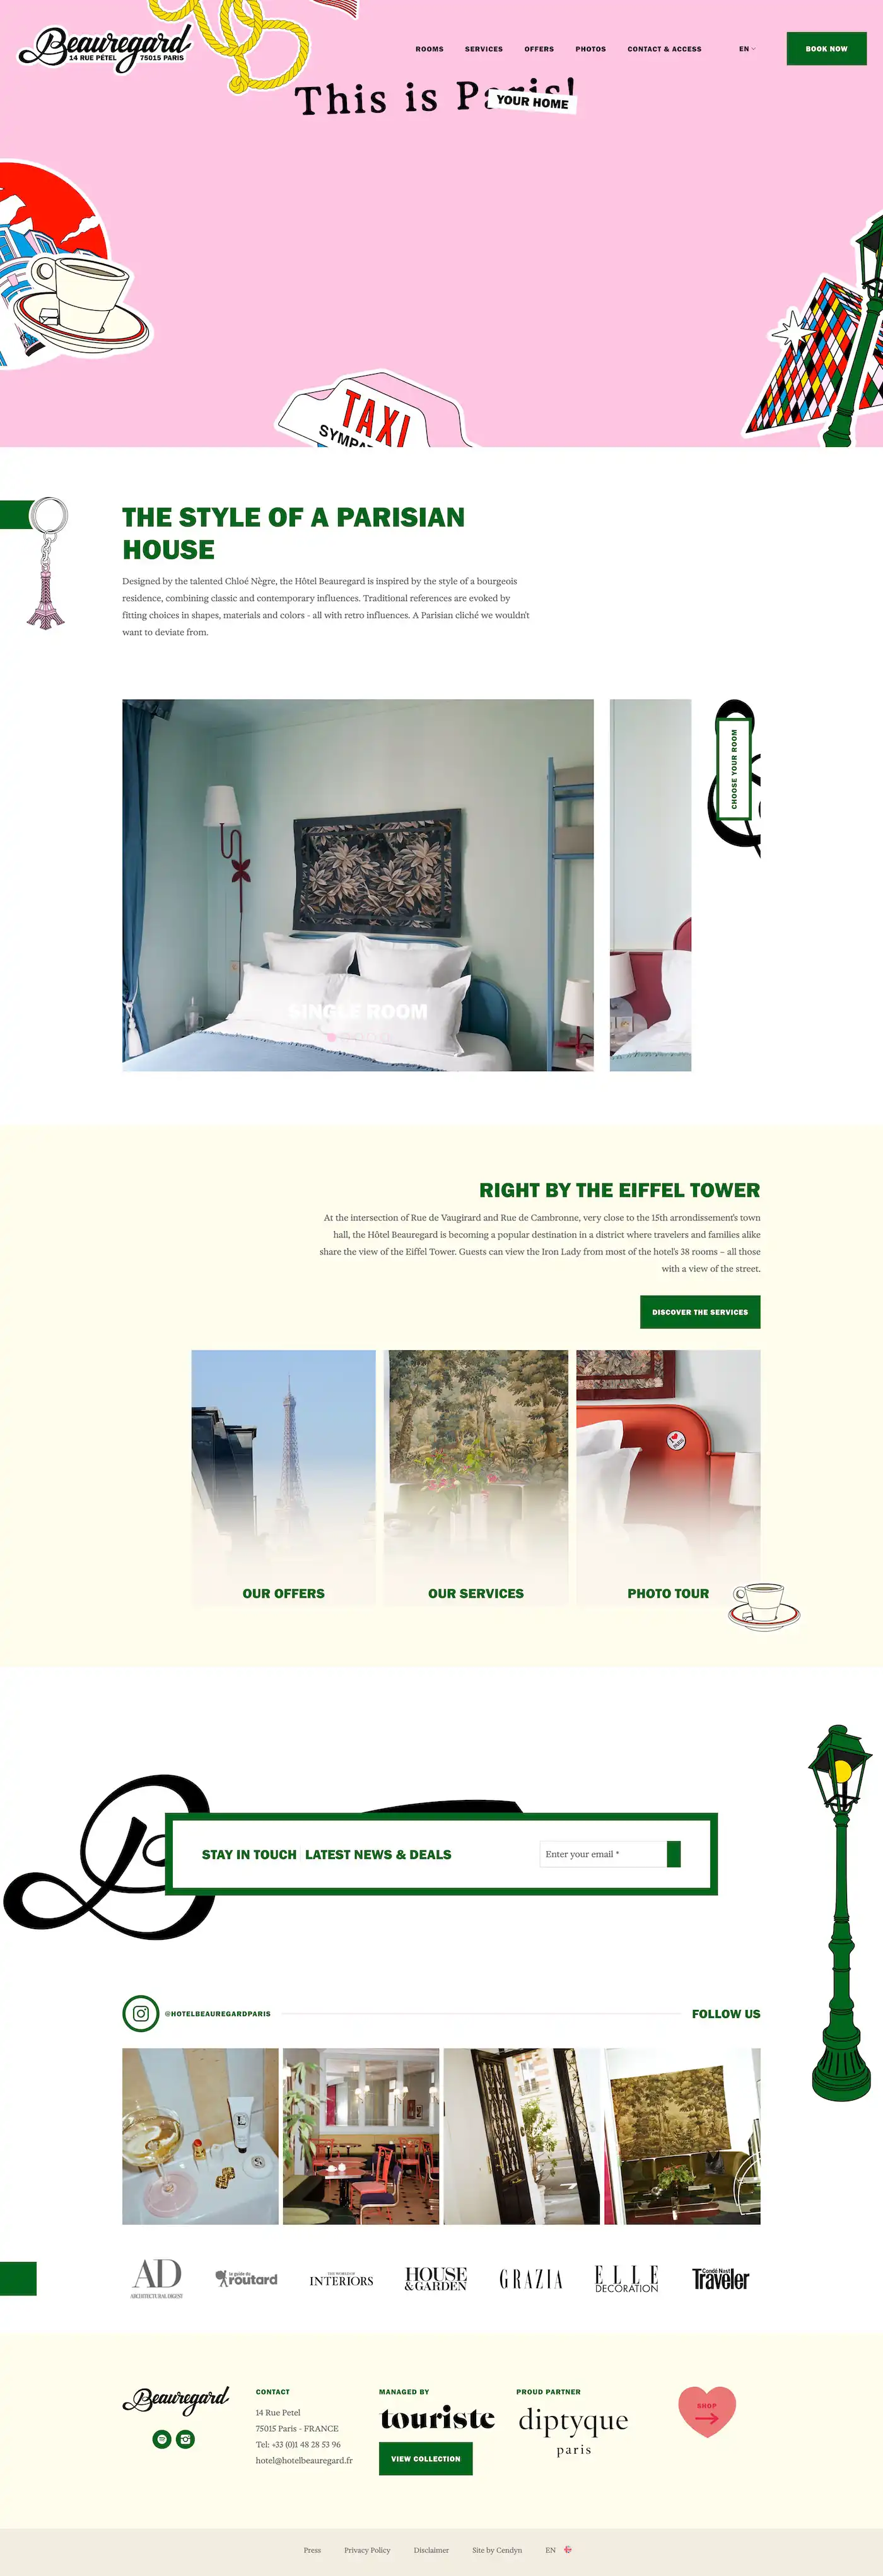 Beauregard
14 RUE PÉTEL 75015 PARIS
ROOMS SERVICES OFFERS PHOTOS CONTACT & ACCESS EN BOOK NOW
This is Paris!
YOUR HOME
TAXI
THE STYLE OF A PARISIAN
HOUSE
Designed by the talented Chloé Nègre, the Hôtel Beauregard is inspired by the style of a bourgeois
residence, combining classic and contemporary influences. Traditional references are evoked by
fitting choices in shapes, materials and colors - all with retro influences. A Parisian cliché we wouldn't
want to deviate from.
CHOOSE YOUR ROOM
SINGLE ROOM
RIGHT BY THE EIFFEL TOWER
At the intersection of Rue de Vaugirard and Rue de Cambronne, very close to the 15th arrondissement's town
hall, the Hôtel Beauregard is becoming a popular destination in a district where travelers and families alike
share the view of the Eiffel Tower. Guests can view the Iron Lady from most of the hotel's 38 rooms – all those
with a view of the street.
DISCOVER THE SERVICES
OUR OFFERS
OUR SERVICES
PHOTO TOUR
STAY IN TOUCH LATEST NEWS & DEALS
Enter your email *
@HOTELBEAUREGARDPARIS
FOLLOW US
AD
ARCHITECTURAL DIGEST
le guide du
routard
THE WORLD OF
INTERIORS
HOUSE
& GARDEN
GRAZIA
ELLE
DECORATION
Condé Nast
Traveler
Beauregard
CONTACT
14 Rue Petel
75015 Paris - FRANCE
Tel: +33 (0)1 48 28 53 96
hotel@hotelbeauregard.fr
MANAGED BY
touriste
VIEW COLLECTION
PROUD PARTNER
diptyque
paris
SHOP
Press Privacy Policy Disclaimer Site by Cendyn EN